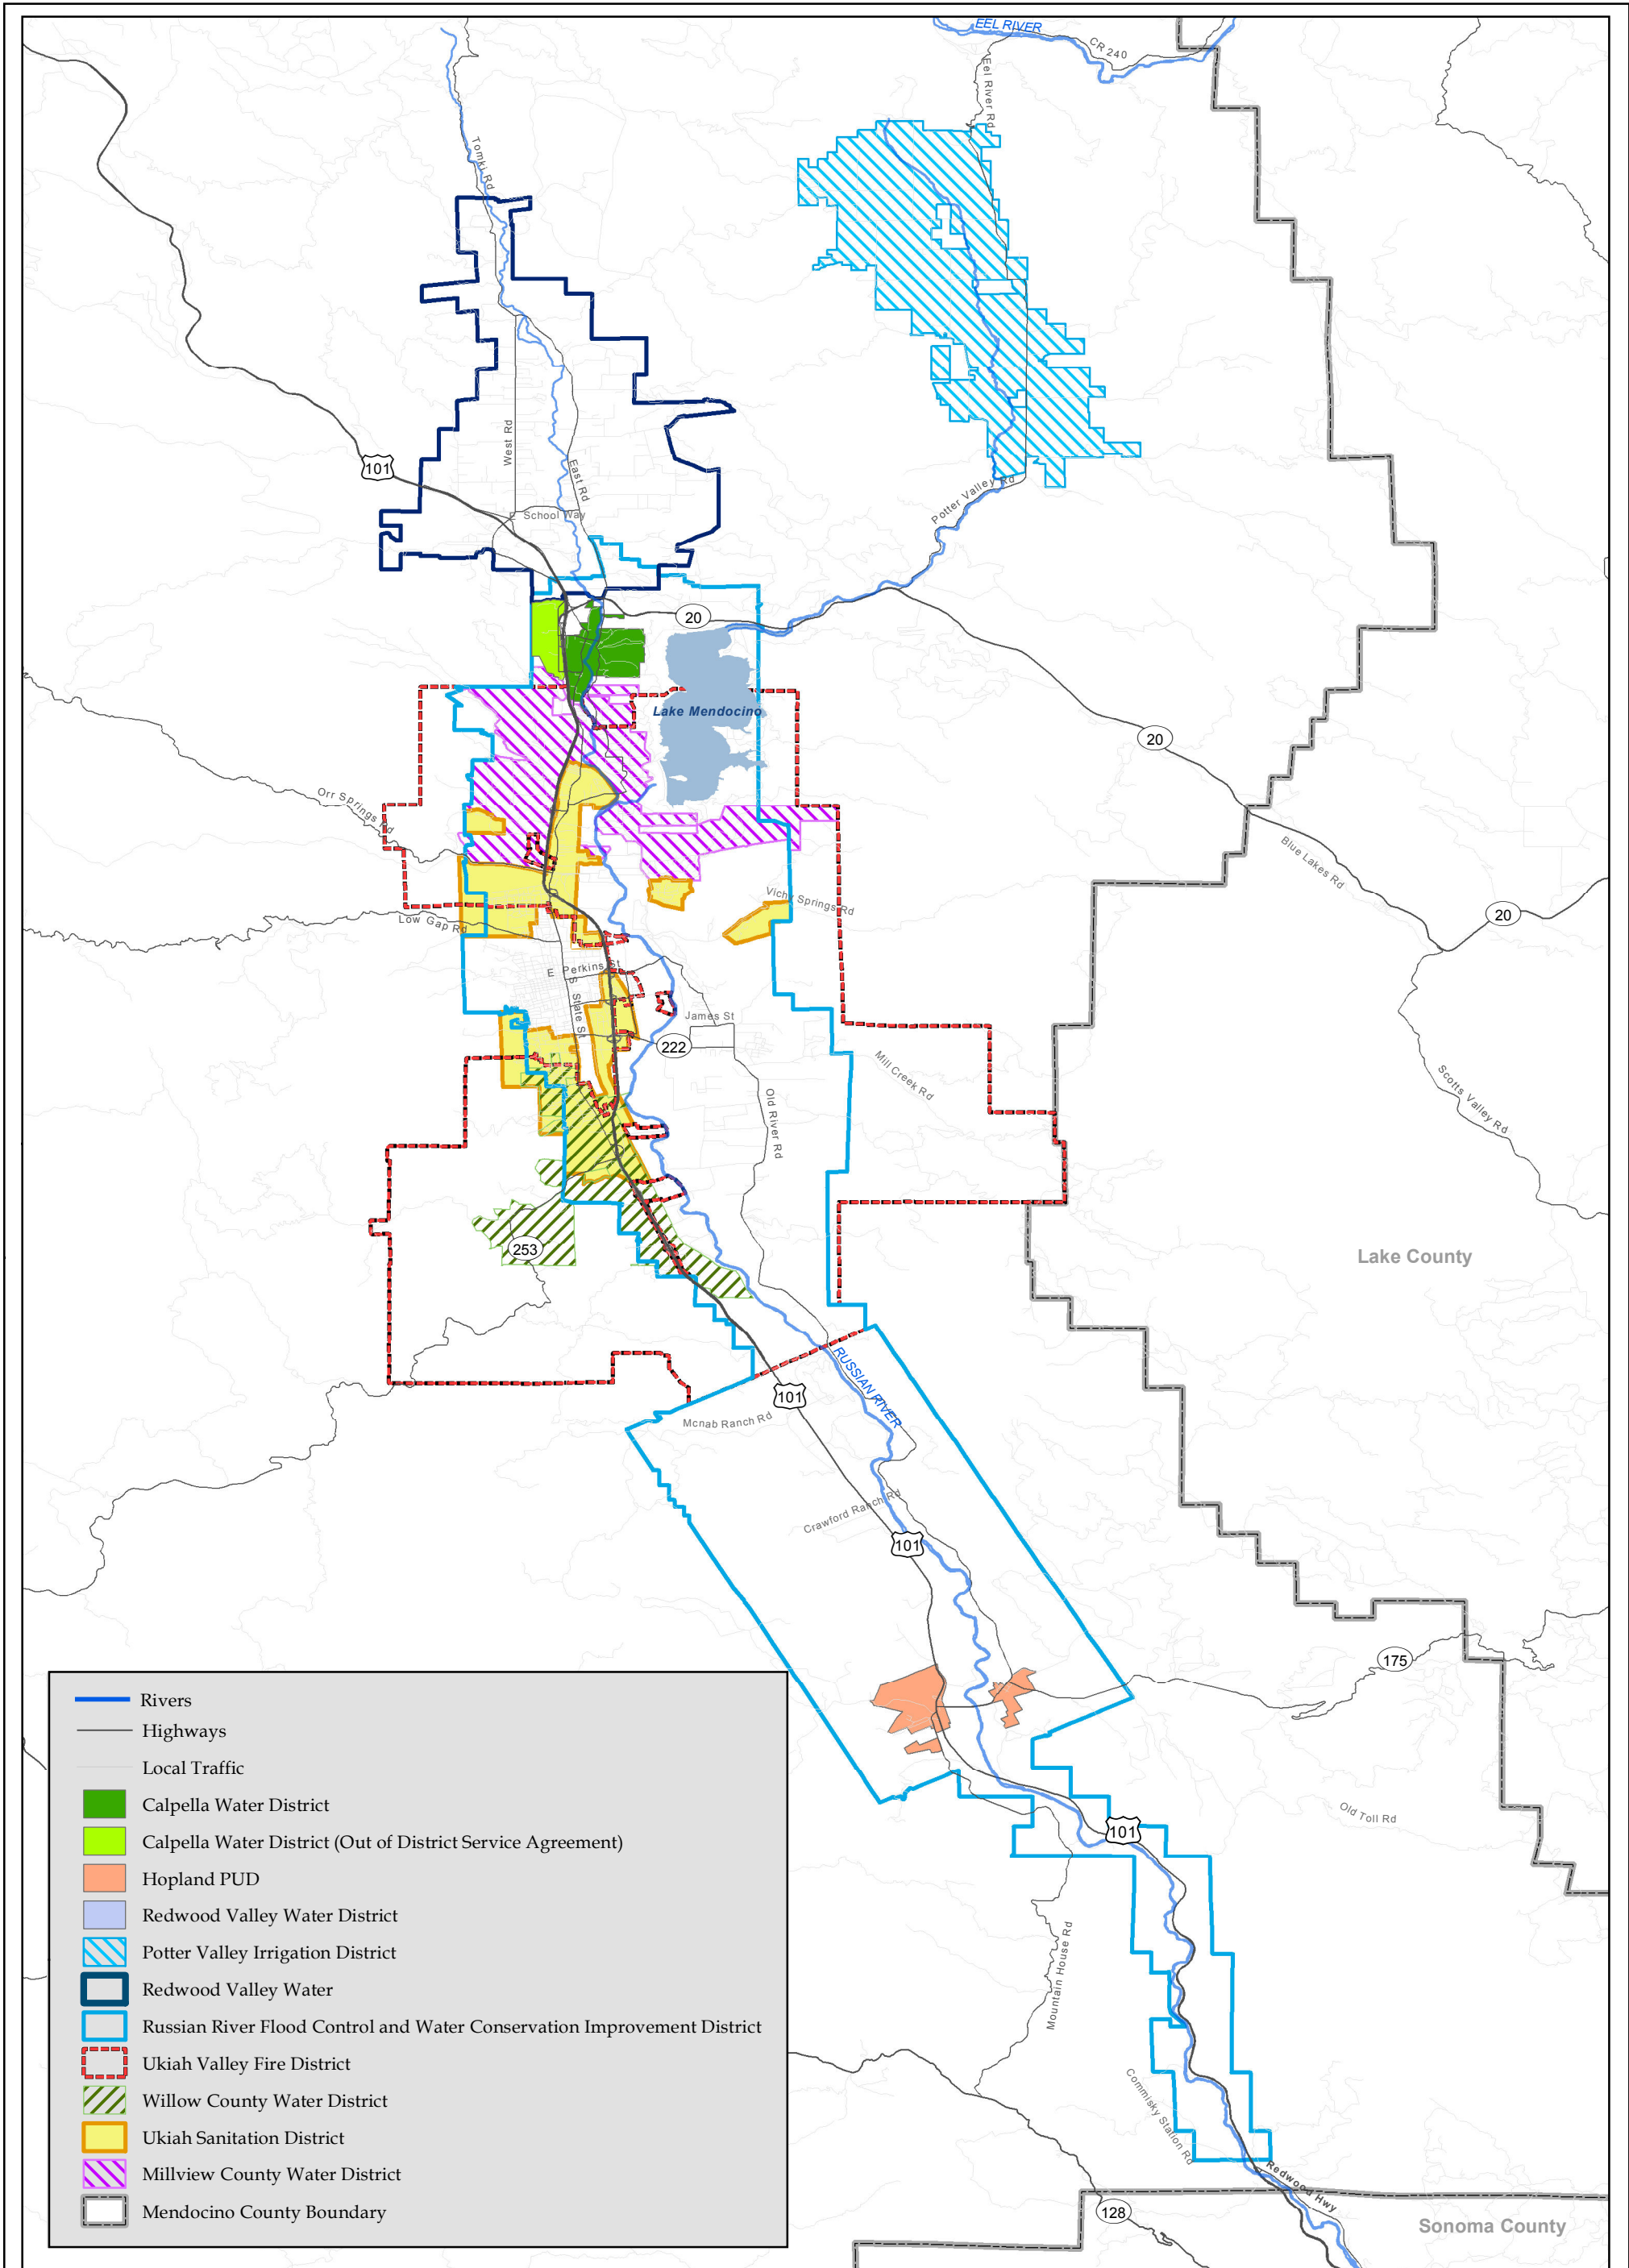 EEL RIVER
CR 240
Eel River Rd
Tomki Rd
West Rd
East Rd
101
E School Way
Potter Valley Rd
20
Lake Mendocino
20
Orr Springs Rd
Blue Lakes Rd
Vichy Springs Rd
20
Low Gap Rd
E Perkins St
S State St
James St
222
Mill Creek Rd
Scotts Valley Rd
Old River Rd
253
Lake County
RUSSIAN RIVER
101
Mcnab Ranch Rd
Crawford Ranch Rd
101
175
Old Toll Rd
101
Mountain House Rd
Commisky Station Rd
Redwood Hwy
128
Sonoma County
Rivers
Highways
Local Traffic
Calpella Water District
Calpella Water District (Out of District Service Agreement)
Hopland PUD
Redwood Valley Water District
Potter Valley Irrigation District
Redwood Valley Water
Russian River Flood Control and Water Conservation Improvement District
Ukiah Valley Fire District
Willow County Water District
Ukiah Sanitation District
Millview County Water District
Mendocino County Boundary